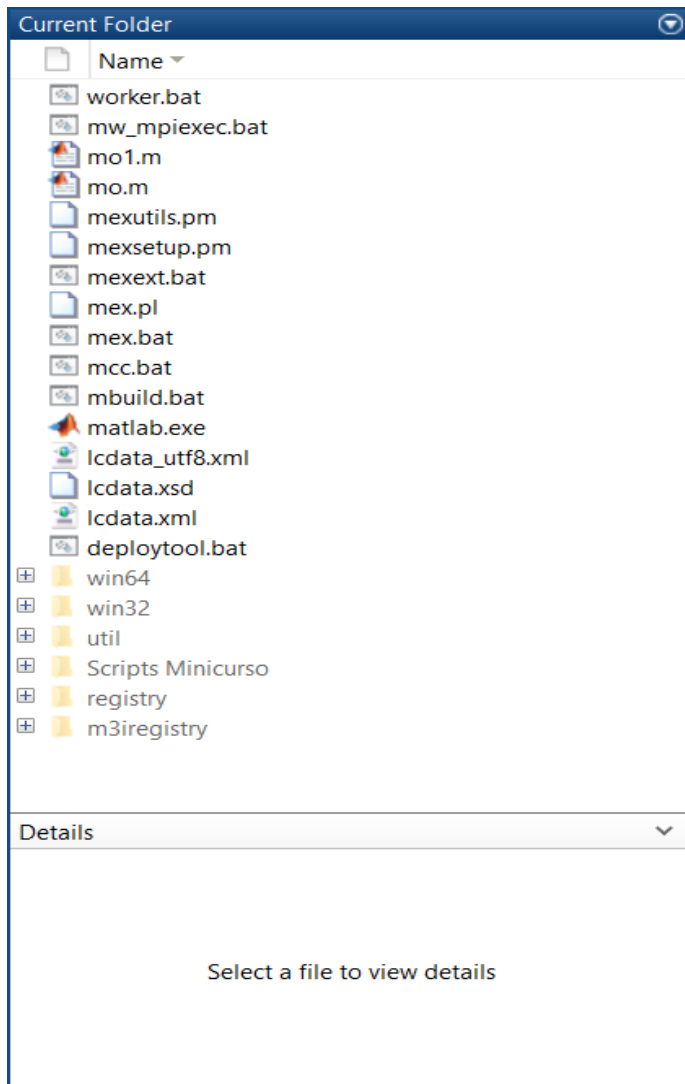 Current Folder
Name
worker.bat
mw_mpiexec.bat
mo1.m
mo.m
mexutils.pm
mexsetup.pm
mexext.bat
mex.pl
mex.bat
mcc.bat
mbuild.bat
matlab.exe
lcdata_utf8.xml
lcdata.xsd
lcdata.xml
deploytool.bat
win64
win32
util
Scripts Minicurso
registry
m3iregistry
Details
Select a file to view details